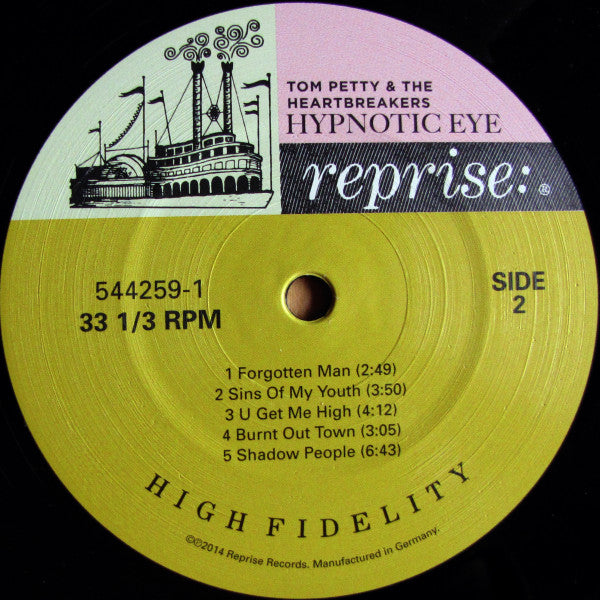 TOM PETTY & THE
HEARTBREAKERS
HYPNOTIC EYE
reprise: ®
544259-1
33 1/3 RPM
SIDE
2
1 Forgotten Man (2:49)
2 Sins Of My Youth (3:50)
3 U Get Me High (4:12)
4 Burnt Out Town (3:05)
5 Shadow People (6:43)
HIGH FIDELITY
©℗2014 Reprise Records. Manufactured in Germany.